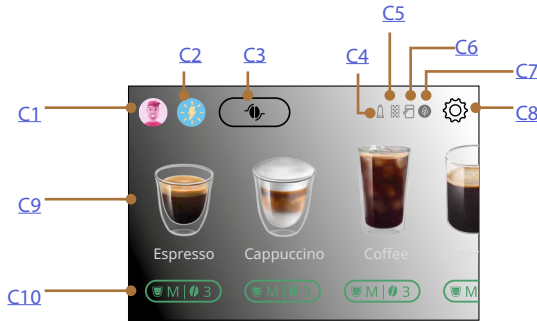 C5
C2 C3 C4 C6
C7
C1 C8
C9
Espresso Cappuccino Coffee
C10 M 3 M 3 M 3 M